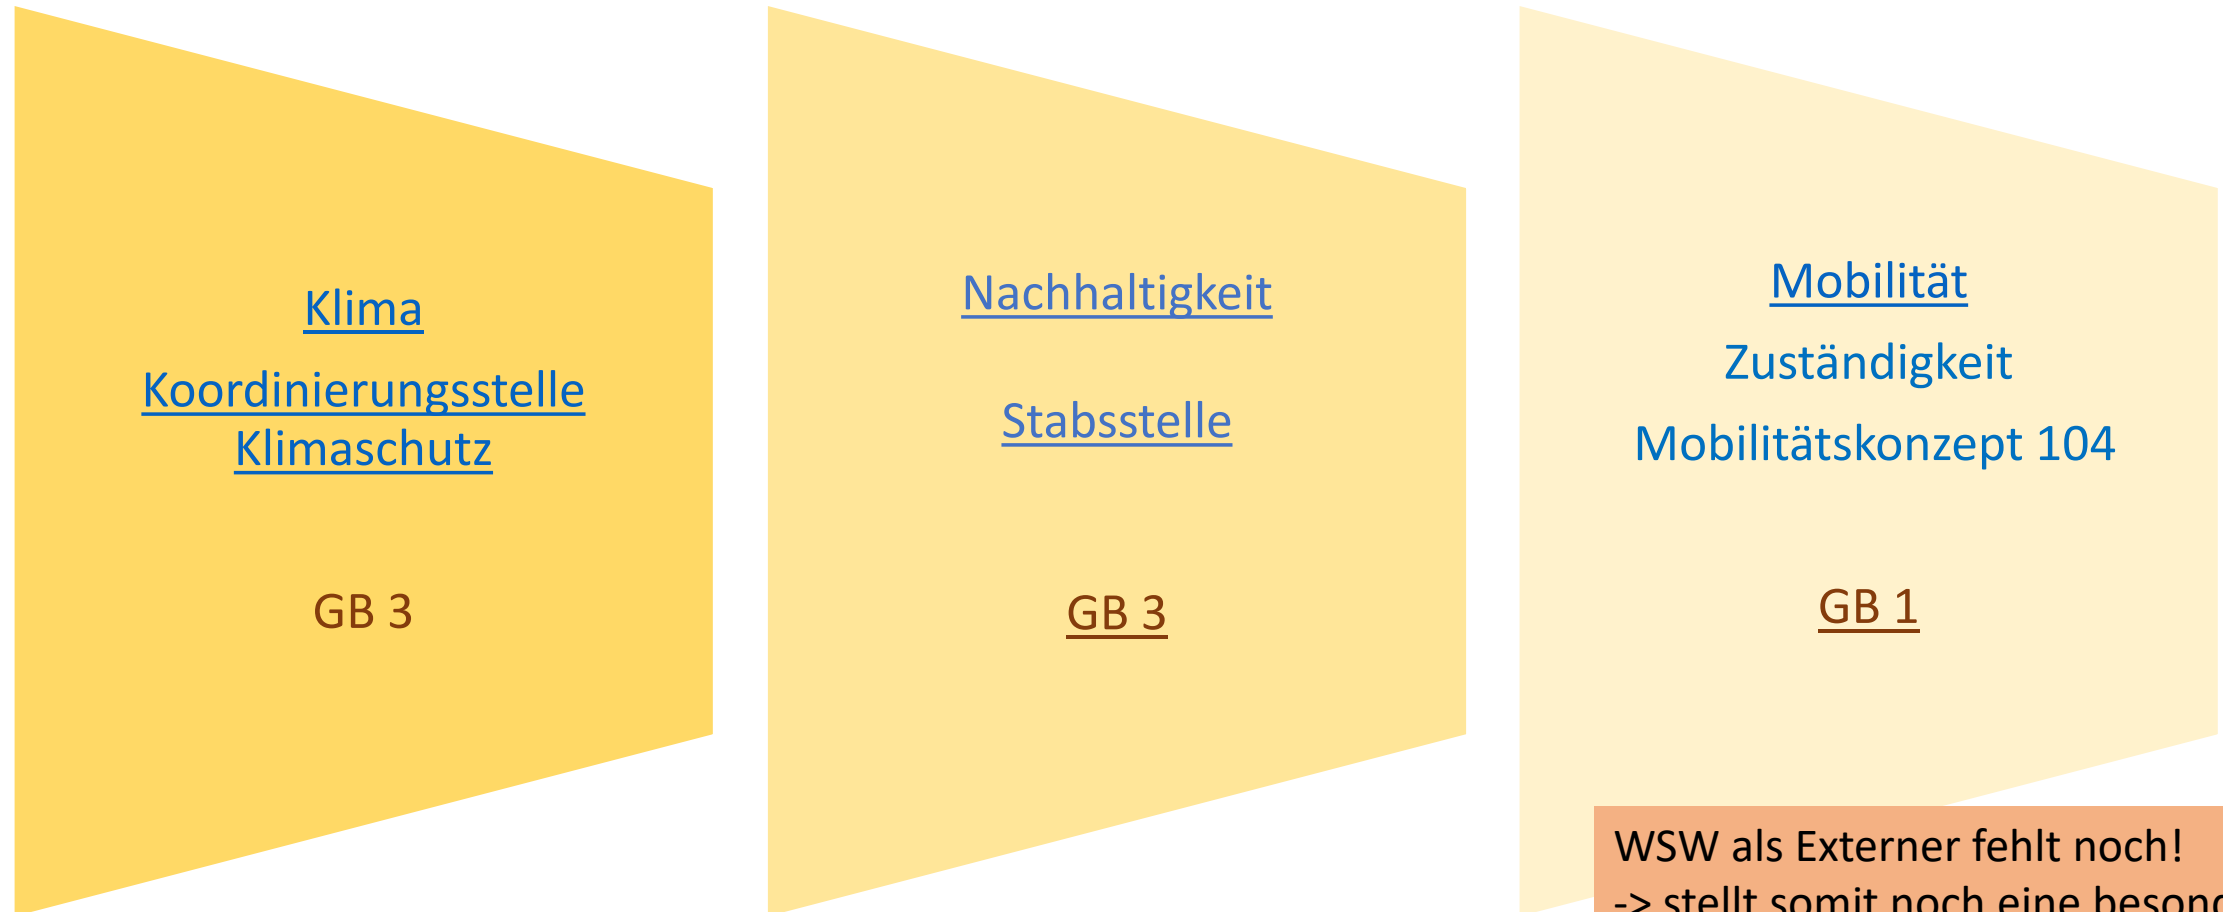 Klima
Koordinierungsstelle
Klimaschutz
GB 3
Nachhaltigkeit
Stabsstelle
GB 3
Mobilität
Zuständigkeit
Mobilitätskonzept 104
GB 1
WSW als Externer fehlt noch!
-> stellt somit noch eine